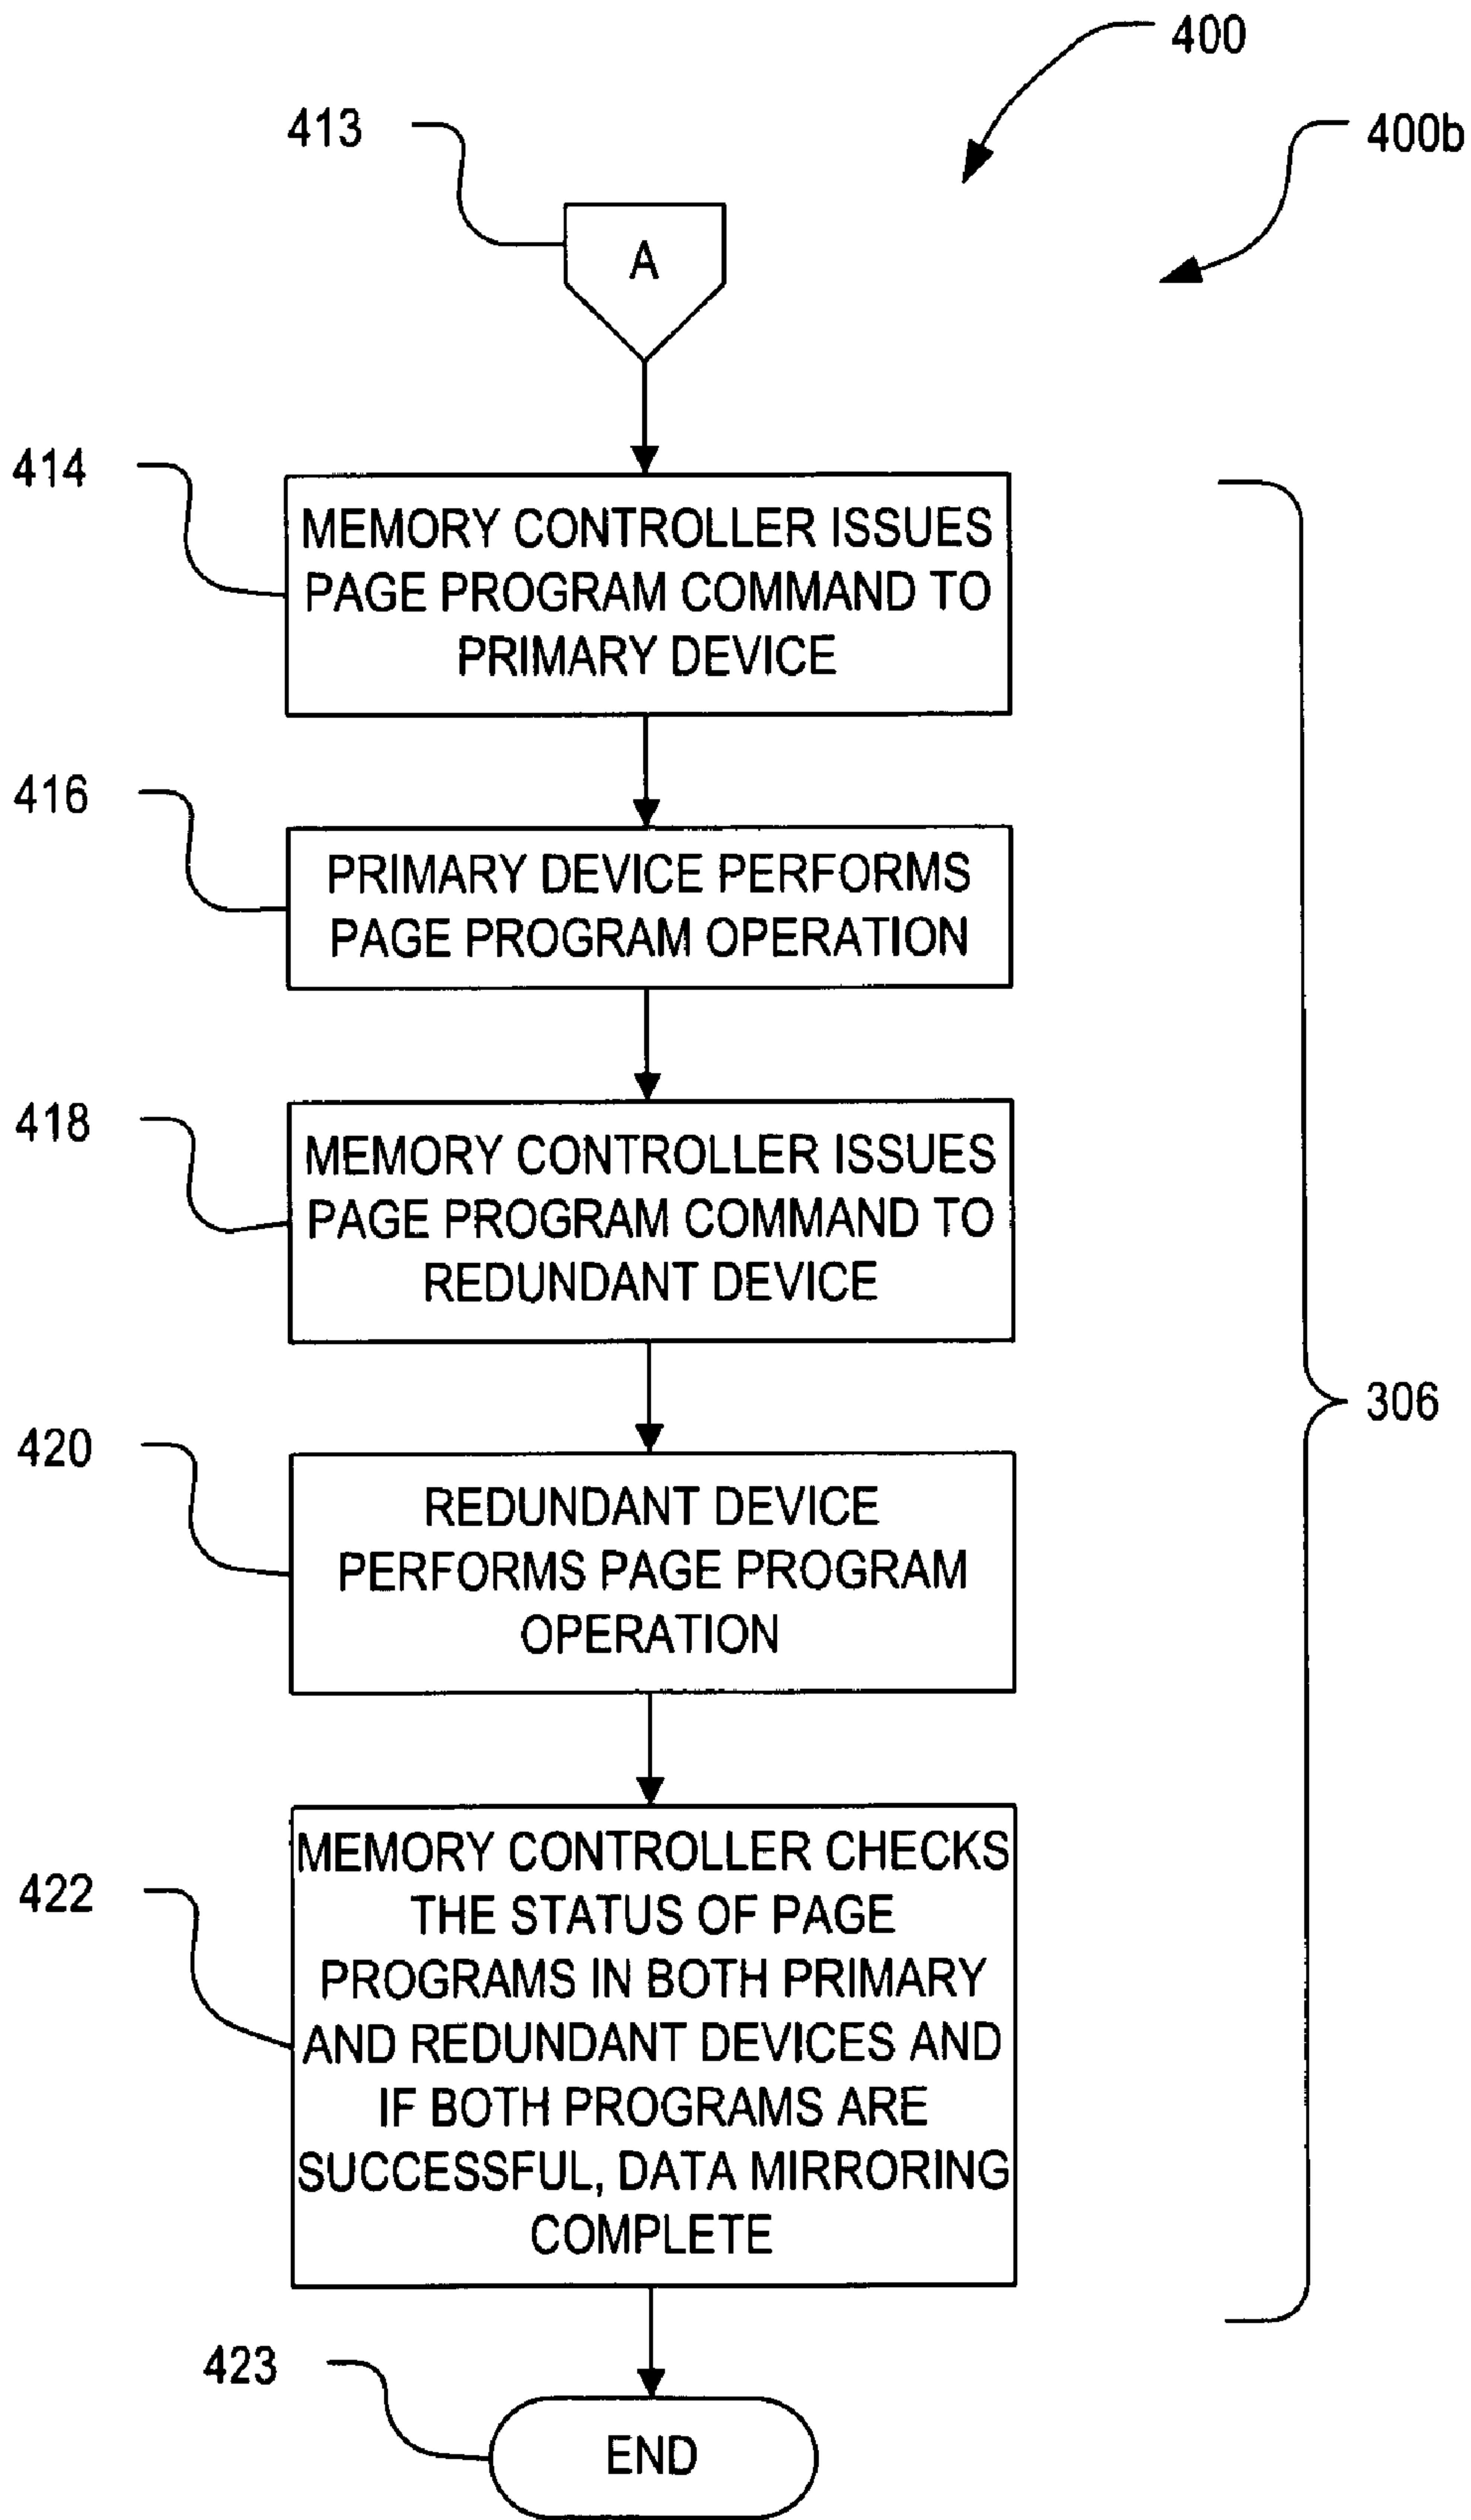 400
413
400b
A
414
MEMORY CONTROLLER ISSUES
PAGE PROGRAM COMMAND TO
PRIMARY DEVICE
416
PRIMARY DEVICE PERFORMS
PAGE PROGRAM OPERATION
418
MEMORY CONTROLLER ISSUES
PAGE PROGRAM COMMAND TO
REDUNDANT DEVICE
306
420
REDUNDANT DEVICE
PERFORMS PAGE PROGRAM
OPERATION
422
MEMORY CONTROLLER CHECKS
THE STATUS OF PAGE
PROGRAMS IN BOTH PRIMARY
AND REDUNDANT DEVICES AND
IF BOTH PROGRAMS ARE
SUCCESSFUL, DATA MIRRORING
COMPLETE
423
END